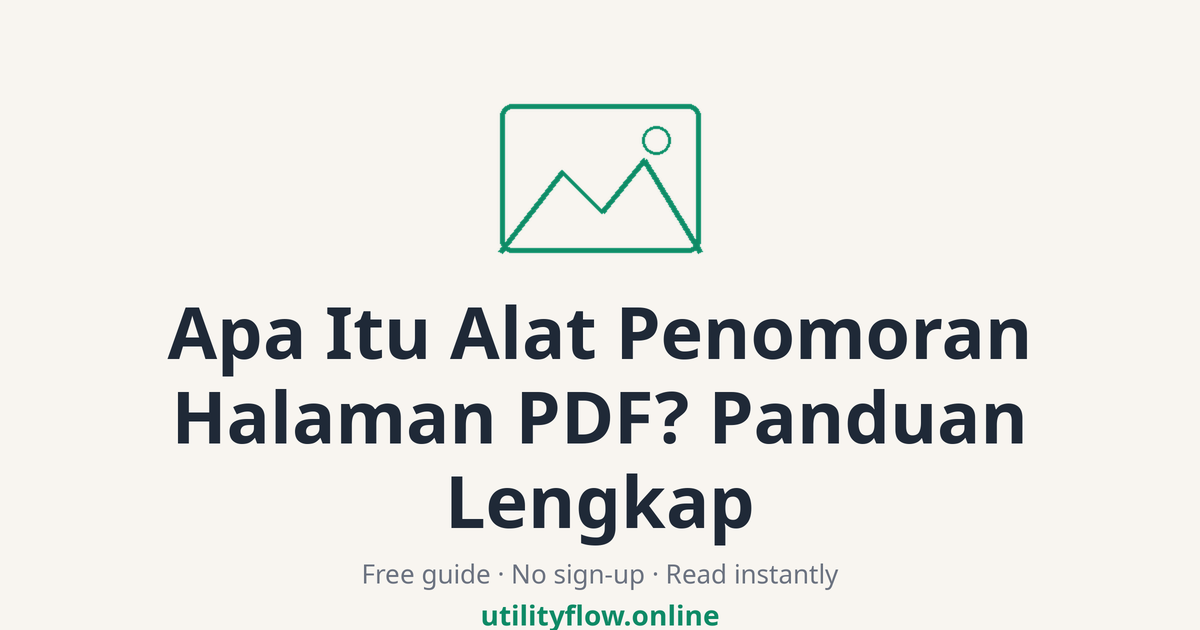 Apa Itu Alat Penomoran
Halaman PDF? Panduan
Lengkap
Free guide · No sign-up · Read instantly
utilityflow.online